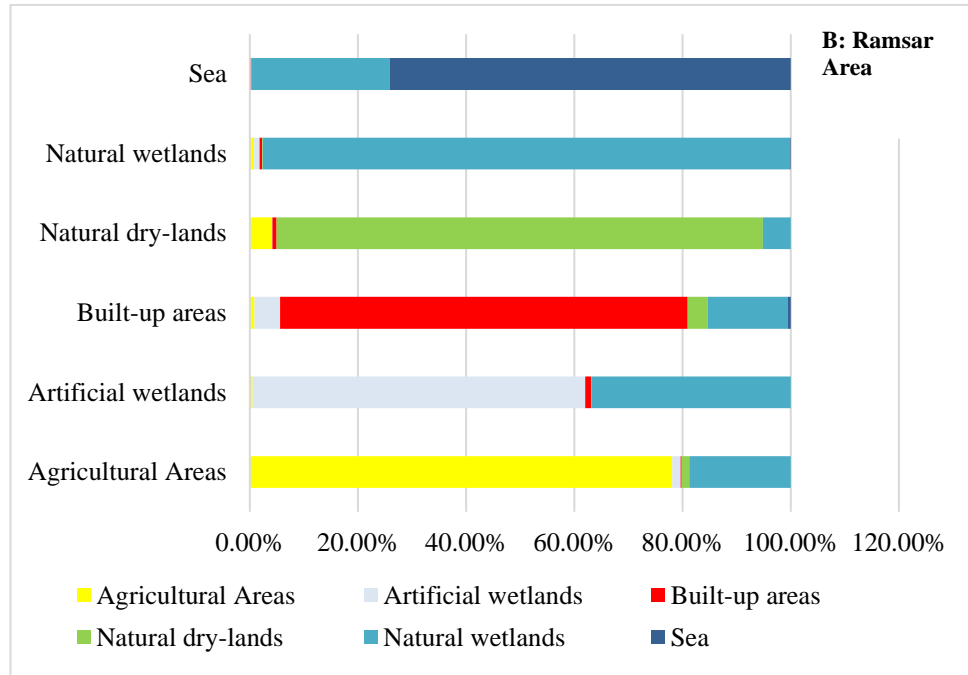 B: Ramsar
Area
Sea
Natural wetlands
Natural dry-lands
Built-up areas
Artificial wetlands
Agricultural Areas
0.00% 20.00% 40.00% 60.00% 80.00% 100.00% 120.00%
Agricultural Areas Artificial wetlands Built-up areas
Natural dry-lands Natural wetlands Sea